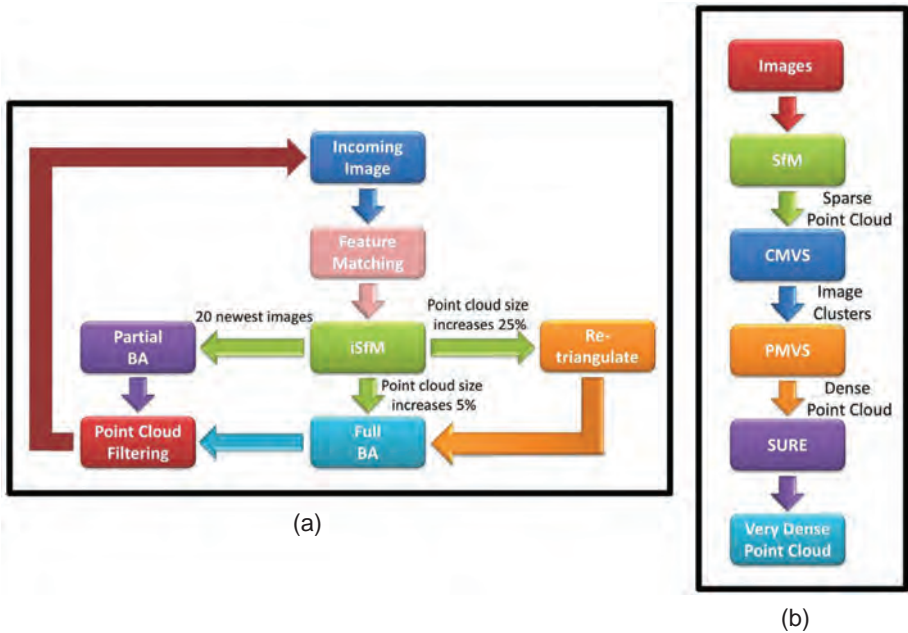 Incoming
Image
Feature
Matching
20 newest images
Point cloud size
increases 25%
Partial
BA
iSfM
Re-
triangulate
Point cloud size
increases 5%
Point Cloud
Filtering
Full
BA
(a)
Images
SfM
Sparse
Point Cloud
CMVS
Image
Clusters
PMVS
Dense
Point Cloud
SURE
Very Dense
Point Cloud
(b)